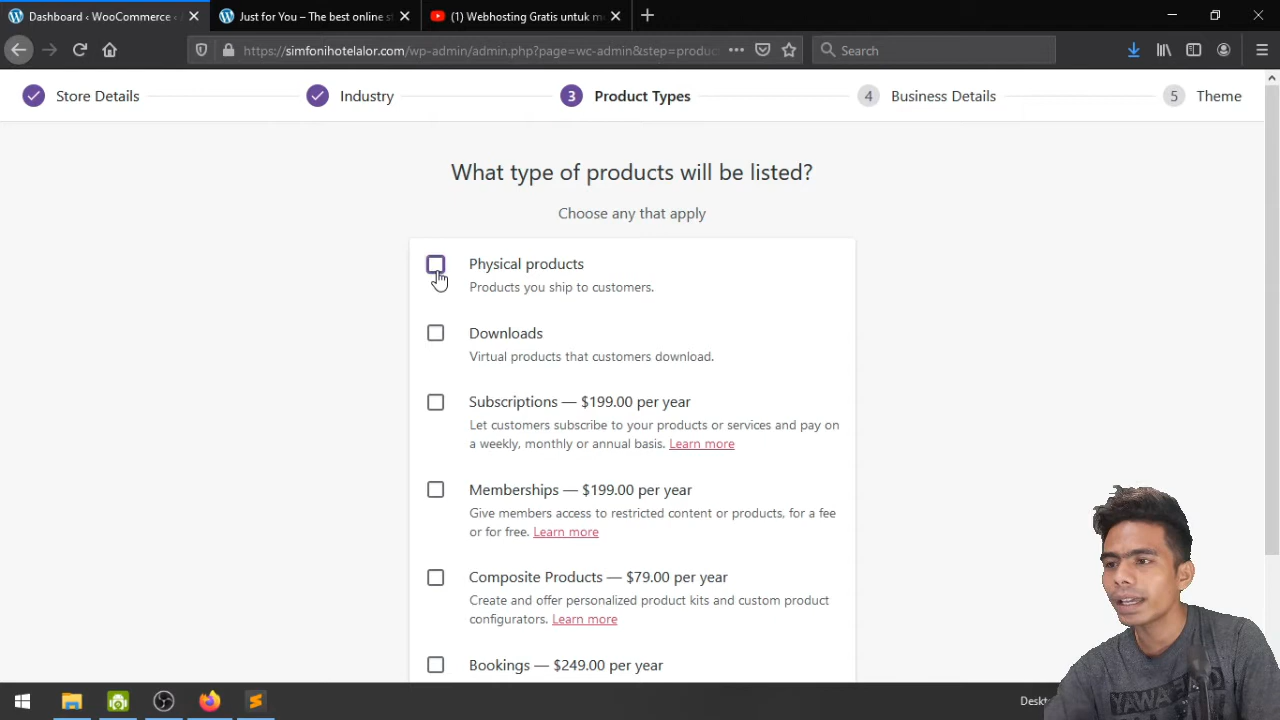 Dashboard ‹ WooCommerce ‹
Just for You – The best online s
(1) Webhosting Gratis untuk m
https://simfonihotelalor.com/wp-admin/admin.php?page=wc-admin&step=produc
Search
Store Details
Industry
3 Product Types
4 Business Details
5 Theme
What type of products will be listed?
Choose any that apply
Physical products
Products you ship to customers.
Downloads
Virtual products that customers download.
Subscriptions — $199.00 per year
Let customers subscribe to your products or services and pay on
a weekly, monthly or annual basis. Learn more
Memberships — $199.00 per year
Give members access to restricted content or products, for a fee
or for free. Learn more
Composite Products — $79.00 per year
Create and offer personalized product kits and custom product
configurators. Learn more
Bookings — $249.00 per year
Deskt